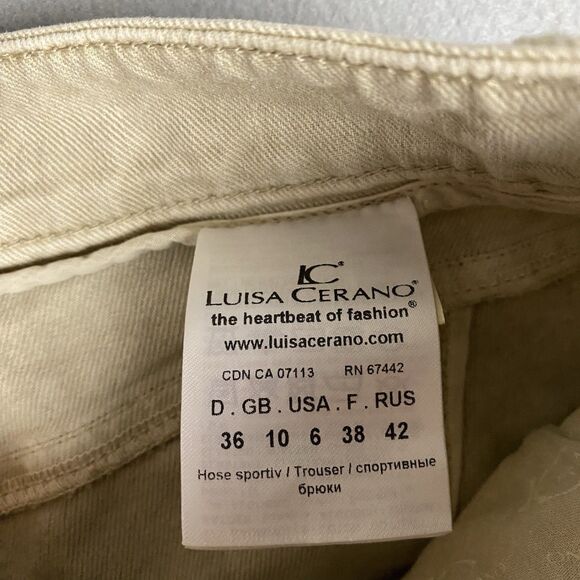 LC®
LUISA CERANO®
the heartbeat of fashion®
www.luisacerano.com
CDN CA 07113 RN 67442
D . GB . USA . F . RUS
36 10 6 38 42
Hose sportiv / Trouser / спортивные
брюки